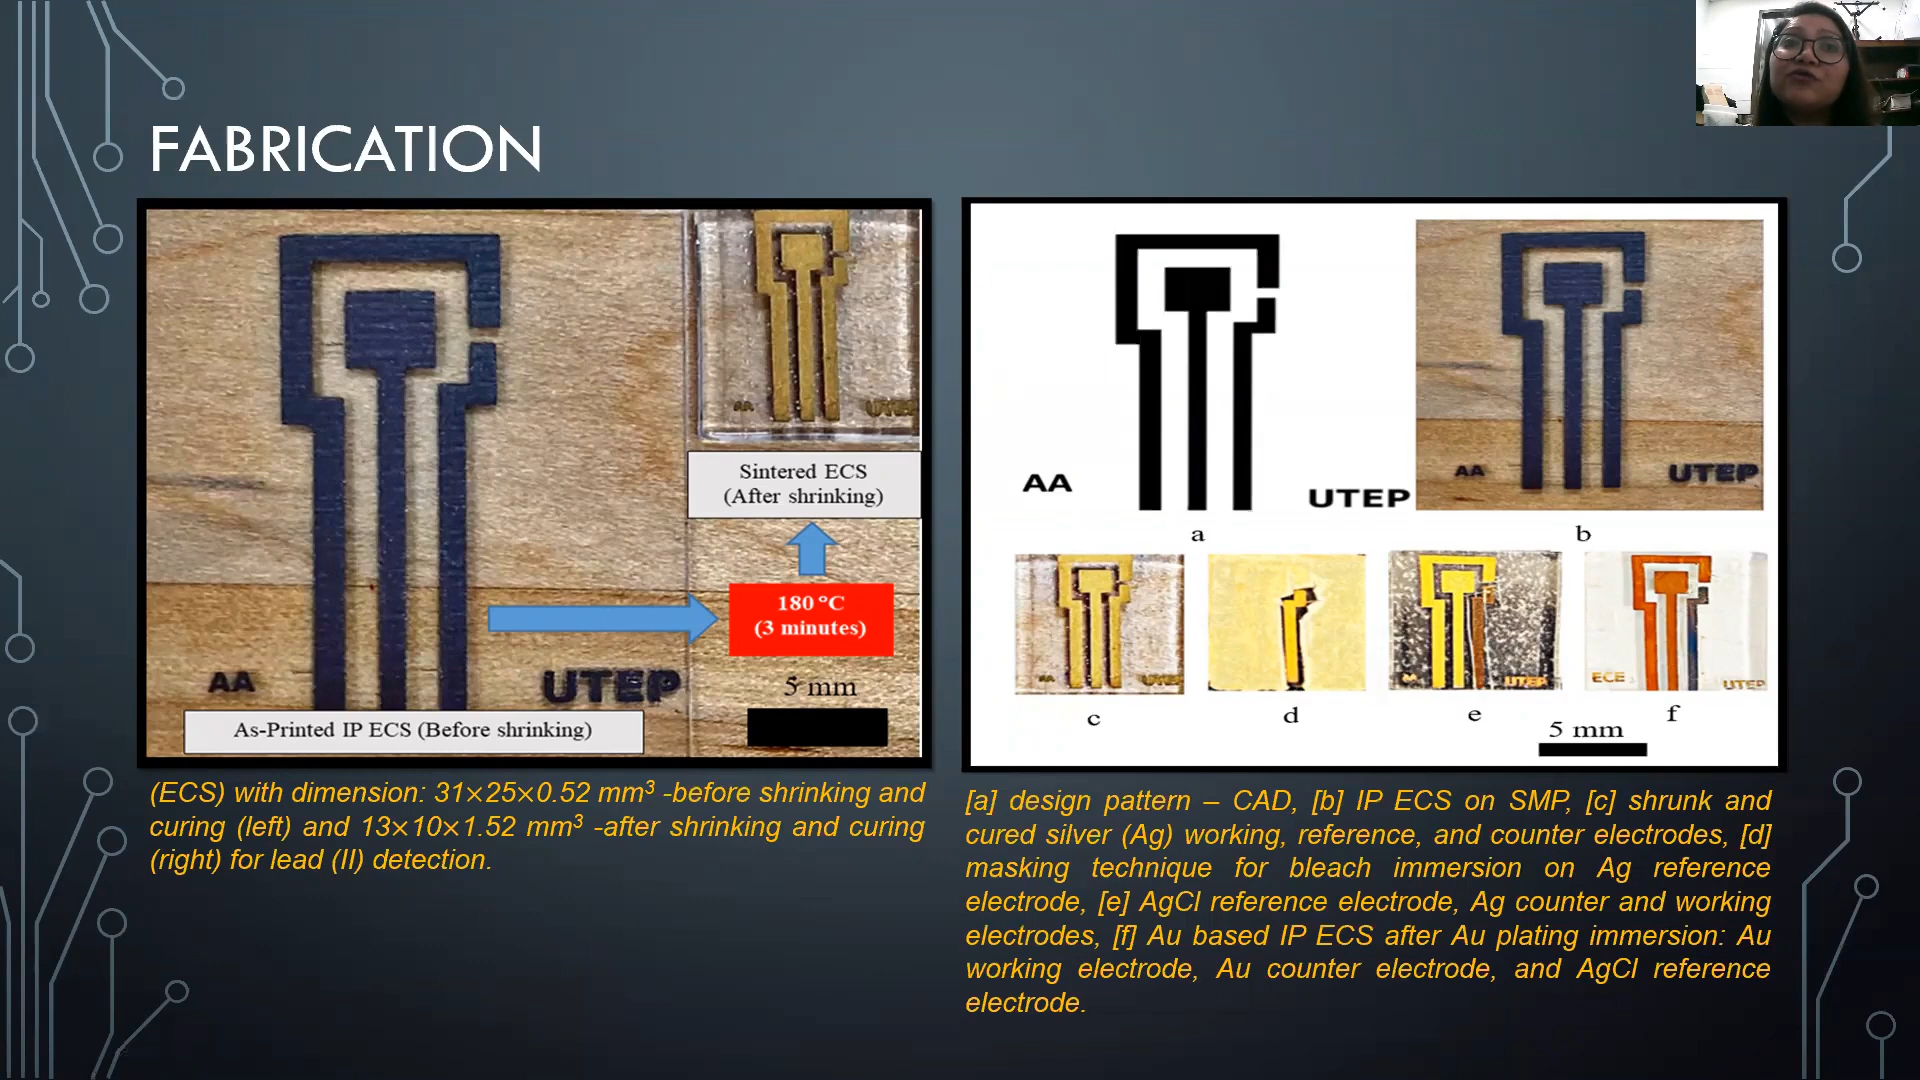 FABRICATION
Sintered ECS
(After shrinking)
180 °C
(3 minutes)
5 mm
AA
UTEP
As-Printed IP ECS (Before shrinking)
AA
UTEP
AA
UTEP
a
AA
UTEP
b
c
d
UTEP
e
ECE
UTEP
f
5 mm
(ECS) with dimension: 31×25×0.52 mm³ -before shrinking and
curing (left) and 13×10×1.52 mm³ -after shrinking and curing
(right) for lead (II) detection.
[a] design pattern – CAD, [b] IP ECS on SMP, [c] shrunk and
cured silver (Ag) working, reference, and counter electrodes, [d]
masking technique for bleach immersion on Ag reference
electrode, [e] AgCl reference electrode, Ag counter and working
electrodes, [f] Au based IP ECS after Au plating immersion: Au
working electrode, Au counter electrode, and AgCl reference
electrode.